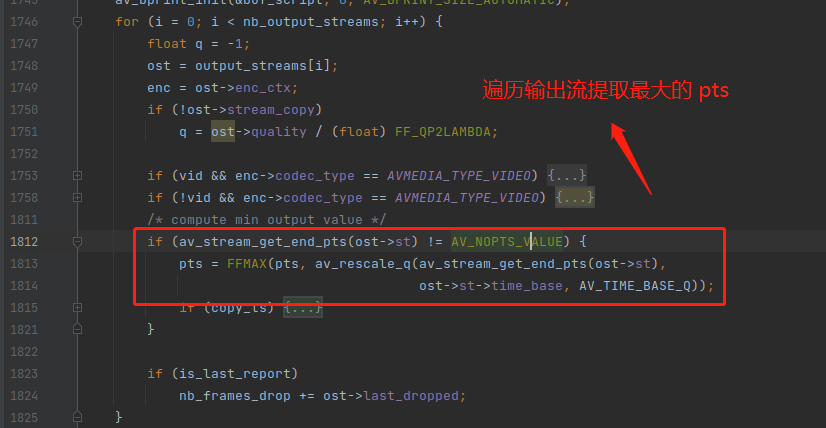 1745 av_bprint_init(&buf_script, 0, AV_BPRINT_SIZE_AUTOMATIC);
1746 for (i = 0; i < nb_output_streams; i++) {
1747 float q = -1;
1748 ost = output_streams[i];
1749 enc = ost->enc_ctx;
1750 if (!ost->stream_copy)
遍历输出流提取最大的 pts
1751 q = ost->quality / (float) FF_QP2LAMBDA;
1752
1753 if (vid && enc->codec_type == AVMEDIA_TYPE_VIDEO) {...}
1758 if (!vid && enc->codec_type == AVMEDIA_TYPE_VIDEO) {...}
1811 /* compute min output value */
1812 if (av_stream_get_end_pts(ost->st) != AV_NOPTS_VALUE) {
1813 pts = FFMAX(pts, av_rescale_q(av_stream_get_end_pts(ost->st),
1814 ost->st->time_base, AV_TIME_BASE_Q));
1815 if (copy_ts) {...}
1821 }
1822
1823 if (is_last_report)
1824 nb_frames_drop += ost->last_dropped;
1825 }